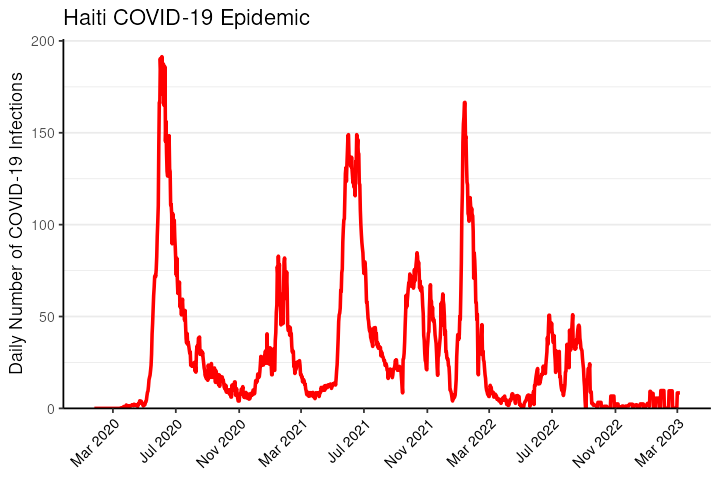 Haiti COVID-19 Epidemic
Daily Number of COVID-19 Infections
200
150
100
50
0
Mar 2020
Jul 2020
Nov 2020
Mar 2021
Jul 2021
Nov 2021
Mar 2022
Jul 2022
Nov 2022
Mar 2023